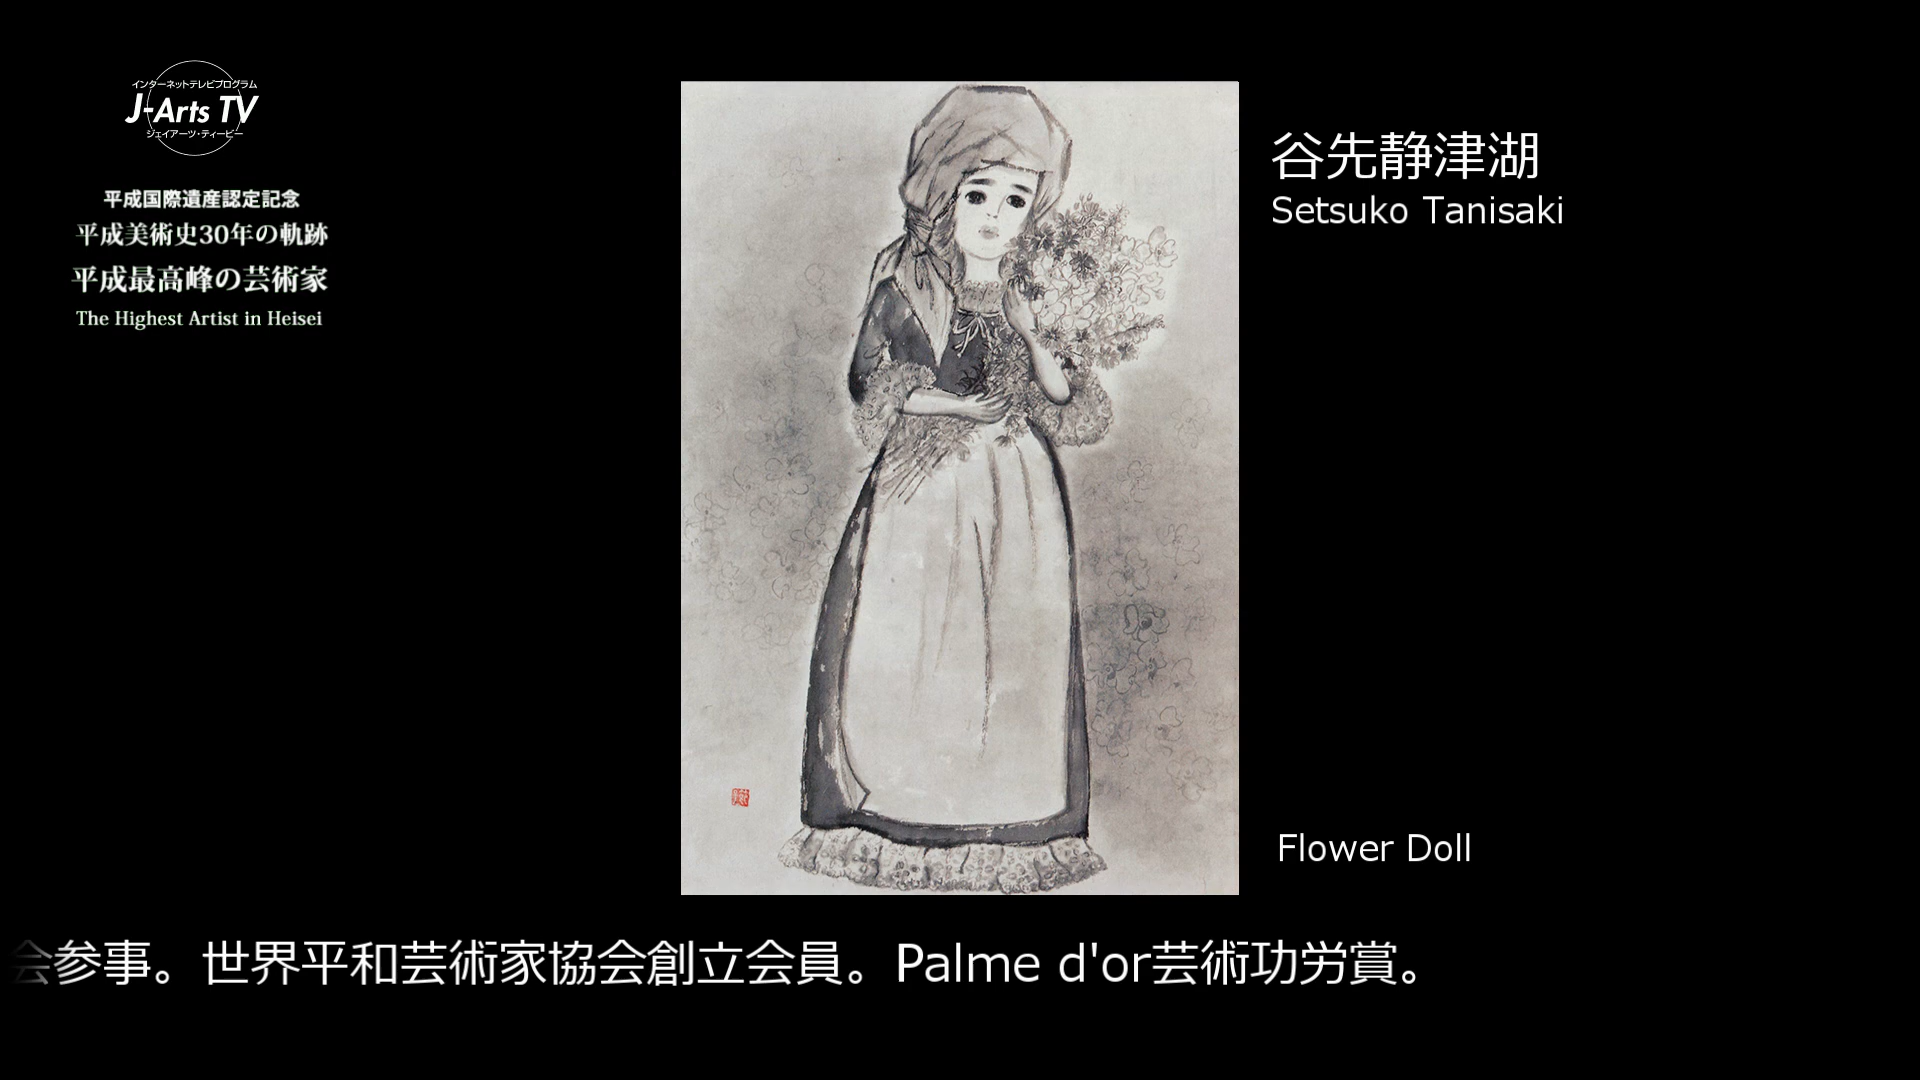 インターネットテレビプログラム
J-Arts TV
ジェイアーツ・ティービー
平成国際遺産認定記念
平成美術史30年の軌跡
平成最高峰の芸術家
The Highest Artist in Heisei
谷先静津湖
Setsuko Tanisaki
Flower Doll
会参事。世界平和芸術家協会創立会員。Palme d'or芸術功労賞。